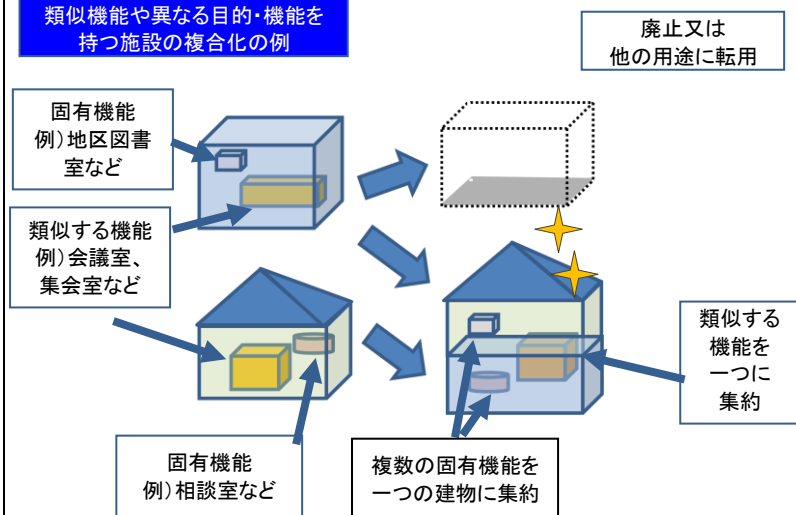 類似機能や異なる目的・機能を
持つ施設の複合化の例
廃止又は
他の用途に転用
固有機能
例）地区図書
室など
類似する機能
例）会議室、
集会室など
類似する
機能を
一つに
集約
固有機能
例）相談室など
複数の固有機能を
一つの建物に集約